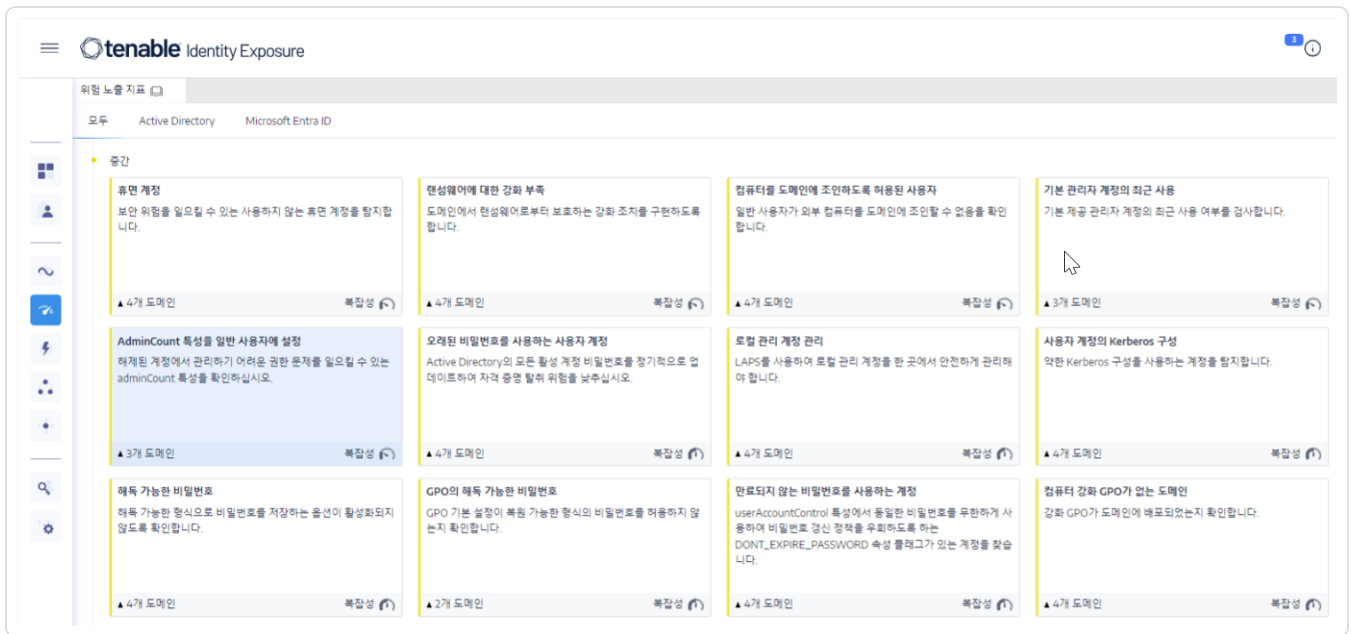 tenable Identity Exposure
3
위험 노출 지표
모두 Active Directory Microsoft Entra ID
중간
휴면 계정
보안 위험을 일으킬 수 있는 사용하지 않는 휴면 계정을 탐지합
니다.
▲ 4개 도메인 복잡성
랜섬웨어에 대한 강화 부족
도메인에서 랜섬웨어로부터 보호하는 강화 조치를 구현하도록
합니다.
▲ 4개 도메인 복잡성
컴퓨터를 도메인에 조인하도록 허용된 사용자
일반 사용자가 외부 컴퓨터를 도메인에 조인할 수 없음을 확인
합니다.
▲ 4개 도메인 복잡성
기본 관리자 계정의 최근 사용
기본 제공 관리자 계정의 최근 사용 여부를 검사합니다.
▲ 3개 도메인 복잡성
AdminCount 특성을 일반 사용자에 설정
해제된 계정에서 관리하기 어려운 권한 문제를 일으킬 수 있는
adminCount 특성을 확인하십시오.
▲ 3개 도메인 복잡성
오래된 비밀번호를 사용하는 사용자 계정
Active Directory의 모든 활성 계정 비밀번호를 정기적으로 업
데이트하여 자격 증명 탈취 위험을 낮추십시오.
▲ 4개 도메인 복잡성
로컬 관리 계정 관리
LAPS를 사용하여 로컬 관리 계정을 한 곳에서 안전하게 관리해
야 합니다.
▲ 4개 도메인 복잡성
사용자 계정의 Kerberos 구성
약한 Kerberos 구성을 사용하는 계정을 탐지합니다.
▲ 4개 도메인 복잡성
해독 가능한 비밀번호
해독 가능한 형식으로 비밀번호를 저장하는 옵션이 활성화되지
않도록 확인합니다.
▲ 4개 도메인 복잡성
GPO의 해독 가능한 비밀번호
GPO 기본 설정이 복원 가능한 형식의 비밀번호를 허용하지 않
는지 확인합니다.
▲ 2개 도메인 복잡성
만료되지 않는 비밀번호를 사용하는 계정
userAccountControl 특성에서 동일한 비밀번호를 무한하게 사
용하여 비밀번호 갱신 정책을 우회하도록 하는
DONT_EXPIRE_PASSWORD 속성 플래그가 있는 계정을 찾습
니다.
▲ 4개 도메인 복잡성
컴퓨터 강화 GPO가 없는 도메인
강화 GPO가 도메인에 배포되었는지 확인합니다.
▲ 4개 도메인 복잡성